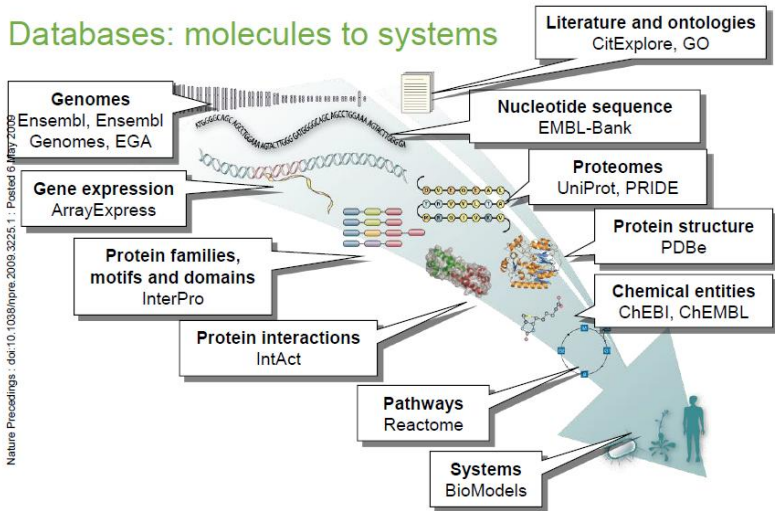 Databases: molecules to systems
Literature and ontologies
CitExplore, GO
Genomes
Ensembl, Ensembl
Genomes, EGA
Nucleotide sequence
EMBL-Bank
Proteomes
UniProt, PRIDE
Gene expression
ArrayExpress
Protein structure
PDBe
Protein families,
motifs and domains
InterPro
Chemical entities
ChEBI, ChEMBL
Protein interactions
IntAct
Pathways
Reactome
Systems
BioModels
Nature Precedings : doi:10.1038/npre.2009.3225.1 : Posted 6 May 2009